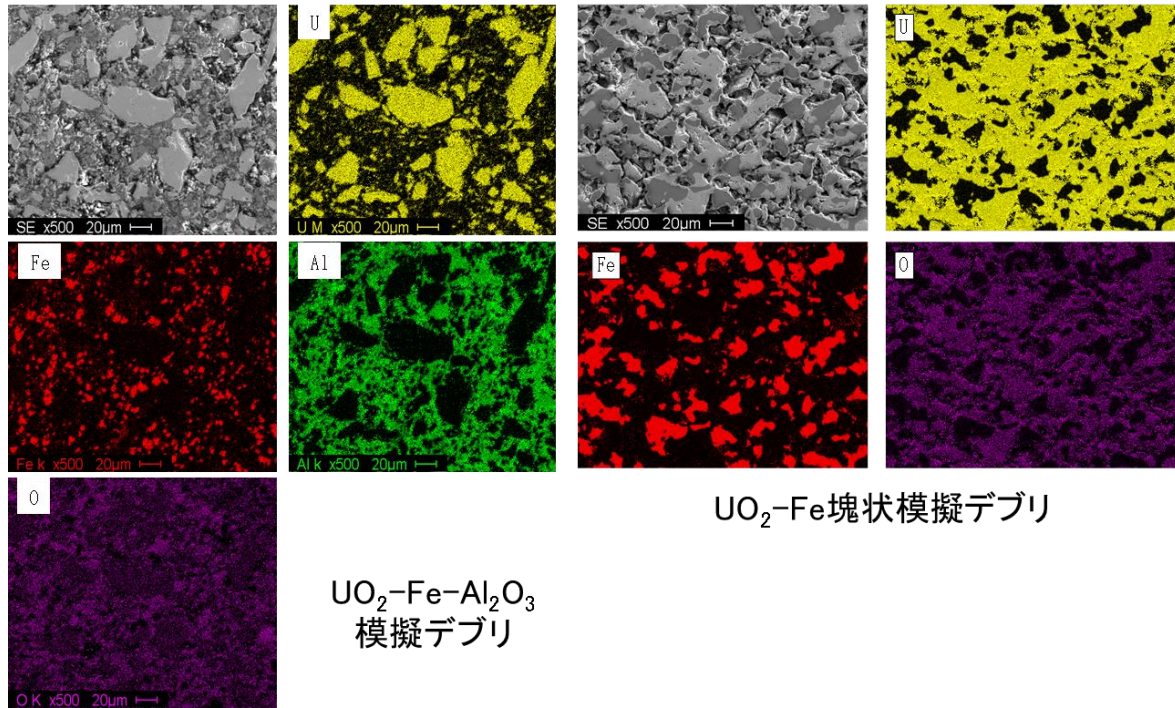 U
U
SE x500 20μm
U M x500 20μm
SE x500 20μm
Fe
Al
Fe
O
Fe k x500 20μm
Al k x500 20μm
UO₂-Fe塊状模擬デブリ
O
UO₂-Fe-Al₂O₃
模擬デブリ
O K x500 20μm